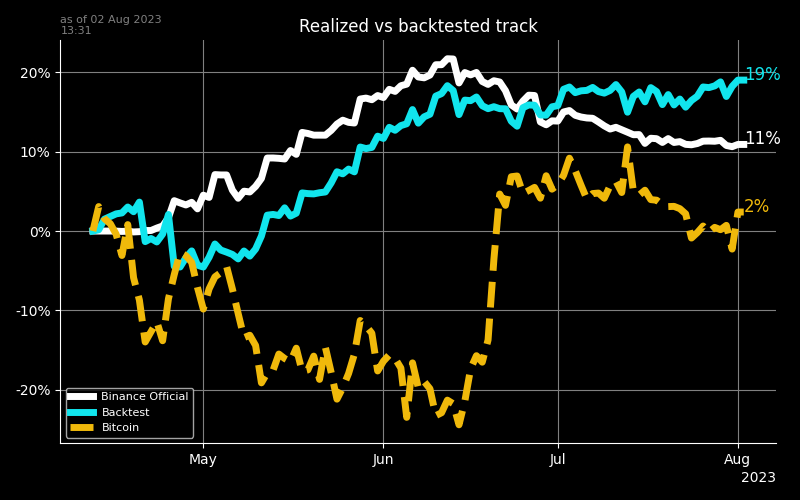 as of 02 Aug 2023
13:31
Realized vs backtested track
20%
10%
0%
-10%
-20%
19%
11%
2%
Binance Official
Backtest
Bitcoin
May
Jun
Jul
Aug
2023